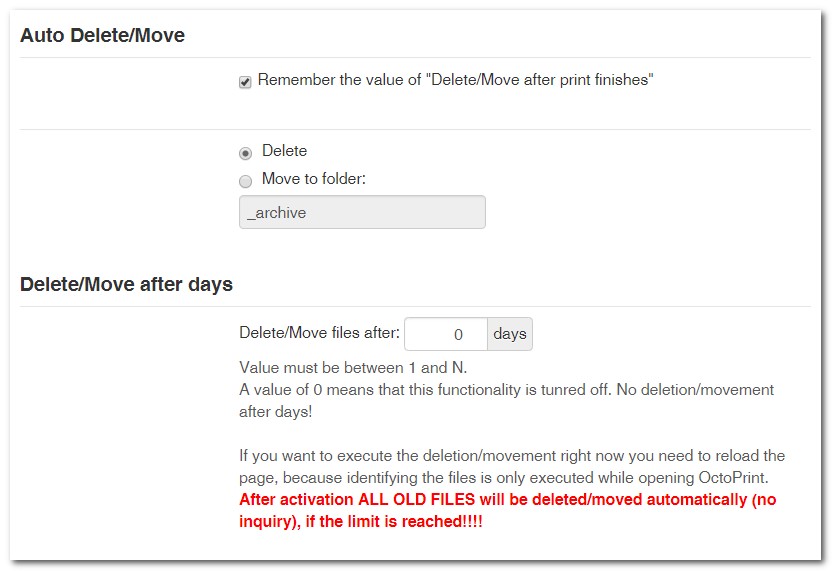 Auto Delete/Move
Remember the value of "Delete/Move after print finishes"
Delete
Move to folder:
_archive
Delete/Move after days
Delete/Move files after: 0 days
Value must be between 1 and N.
A value of 0 means that this functionality is tunred off. No deletion/movement
after days!
If you want to execute the deletion/movement right now you need to reload the
page, because identifying the files is only executed while opening OctoPrint.
After activation ALL OLD FILES will be deleted/moved automatically (no
inquiry), if the limit is reached!!!!